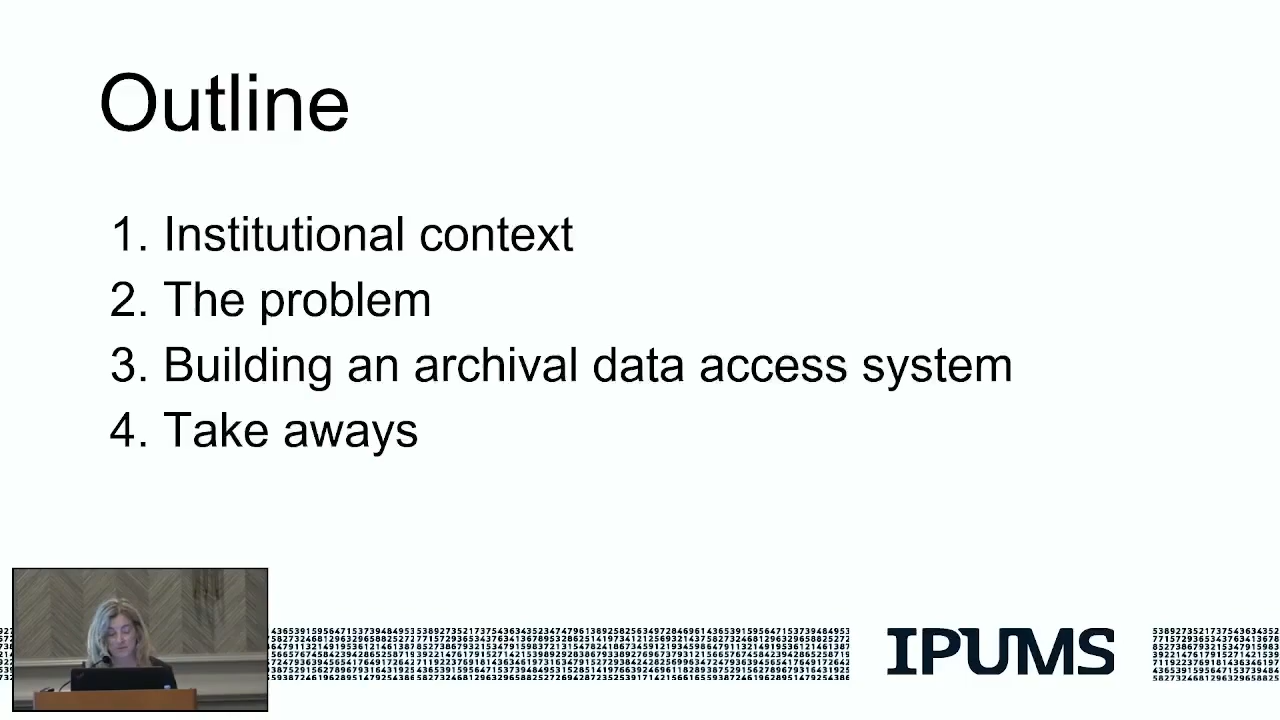 Outline
1. Institutional context
2. The problem
3. Building an archival data access system
4. Take aways
IPUMS